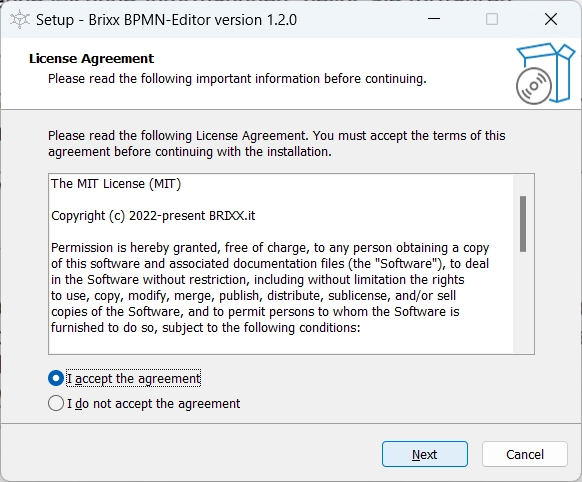 Setup - Brixx BPMN-Editor version 1.2.0
License Agreement
Please read the following important information before continuing.
Please read the following License Agreement. You must accept the terms of this
agreement before continuing with the installation.
The MIT License (MIT)
Copyright (c) 2022-present BRIXX.it
Permission is hereby granted, free of charge, to any person obtaining a copy
of this software and associated documentation files (the "Software"), to deal
in the Software without restriction, including without limitation the rights
to use, copy, modify, merge, publish, distribute, sublicense, and/or sell
copies of the Software, and to permit persons to whom the Software is
furnished to do so, subject to the following conditions:
I accept the agreement
I do not accept the agreement
Next
Cancel